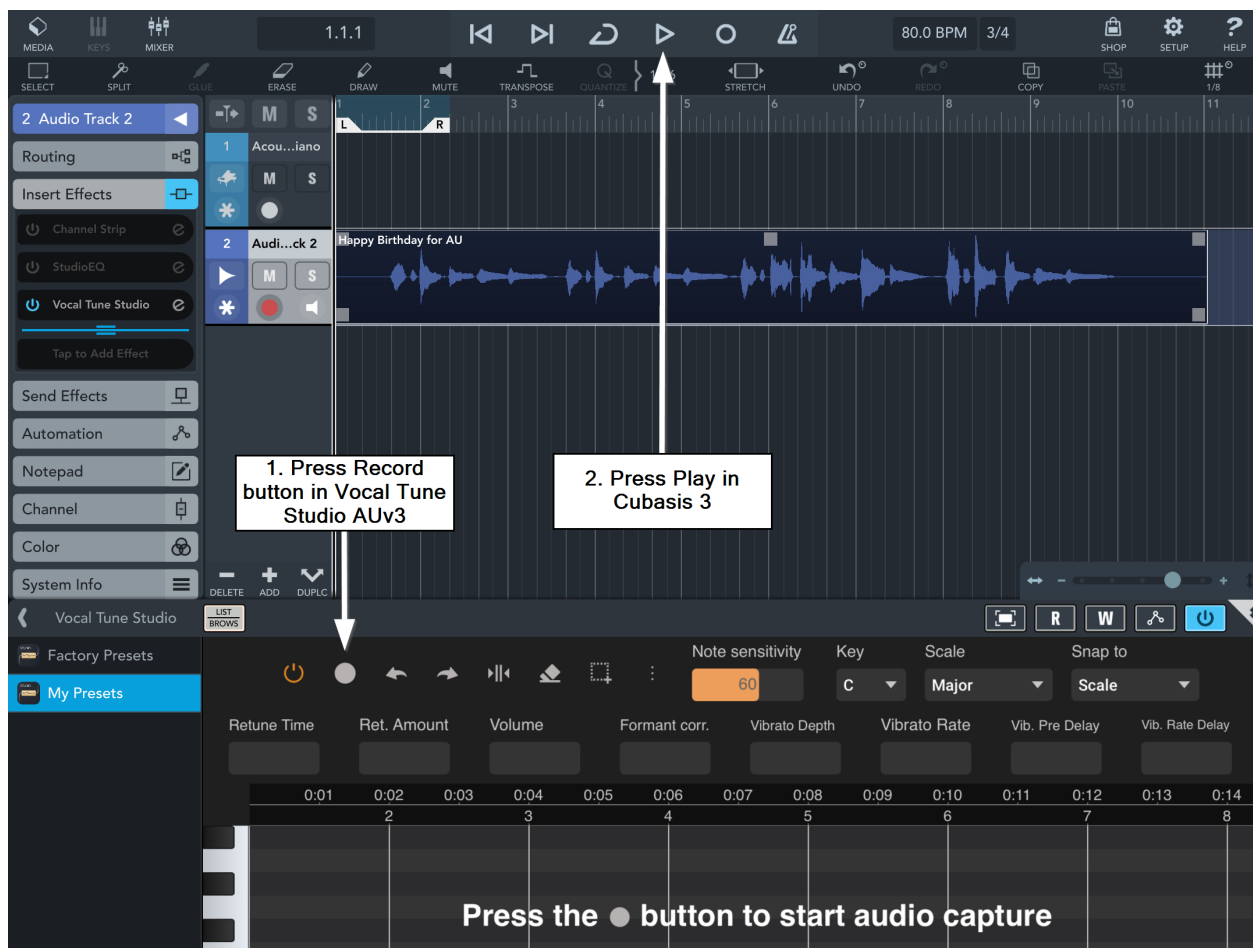 1.1.1
80.0 BPM 3/4
MEDIA KEYS MIXER
SHOP SETUP HELP
SELECT SPLIT GLUE ERASE DRAW MUTE TRANSPOSE QUANTIZE STRETCH UNDO REDO COPY PASTE 1/8
1 2 3 4 5 6 7 8 9 10 11
2 Audio Track 2
M S
L R
Routing
1 Acou...iano
M S
Insert Effects
Channel Strip
2 Audi...ck 2
Happy Birthday for AU
StudioEQ
M S
Vocal Tune Studio
Tap to Add Effect
Send Effects
Automation
Notepad
Channel
Color
System Info
1. Press Record
button in Vocal Tune
Studio AUv3
2. Press Play in
Cubasis 3
DELETE ADD DUPLC
Vocal Tune Studio
LIST
BROWS
R W
Factory Presets
My Presets
Note sensitivity Key Scale Snap to
60 C Major Scale
Retune Time Ret. Amount Volume Formant corr. Vibrato Depth Vibrato Rate Vib. Pre Delay Vib. Rate Delay
0:01 0:02 0:03 0:04 0:05 0:06 0:07 0:08 0:09 0:10 0:11 0:12 0:13 0:14
2 3 4 5 6 7 8
Press the ● button to start audio capture